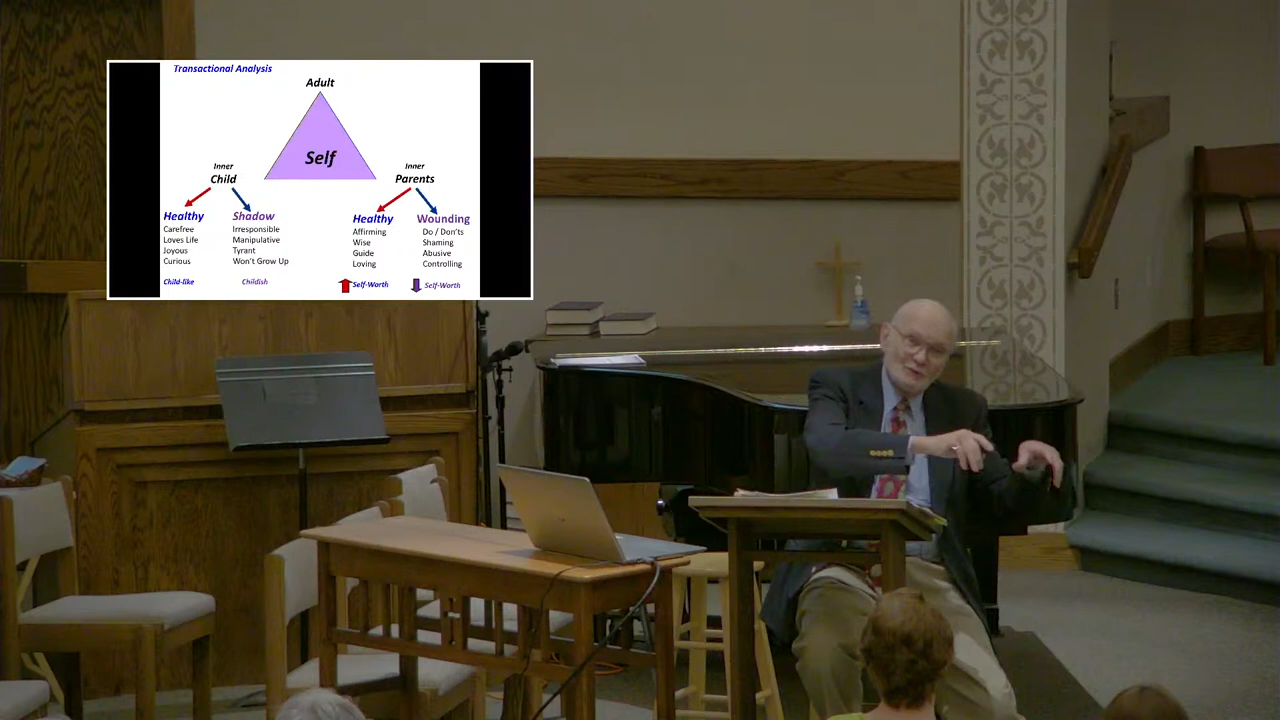 Transactional Analysis
Adult
Self
Inner
Child
Inner
Parents
Healthy
Shadow
Healthy
Wounding
Carefree
Loves Life
Joyous
Curious
Irresponsible
Manipulative
Tyrant
Won't Grow Up
Affirming
Wise
Guide
Loving
Do / Don'ts
Shaming
Abusive
Controlling
Child-like
Childish
Self-Worth
Self-Worth